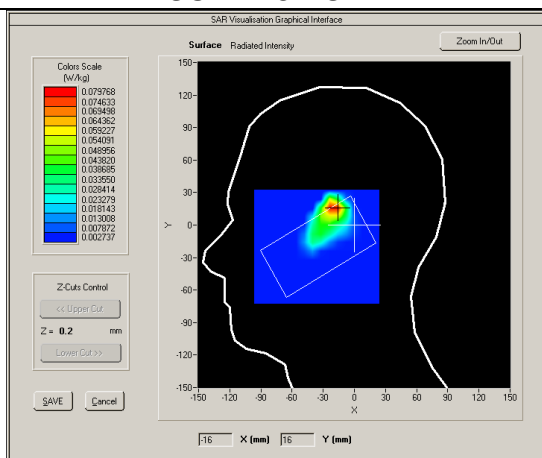 SAR Visualisation Graphical Interface
Surface Radiated Intensity
Zoom In/Out
Colors Scale
(W/kg)
0.079768
0.074633
0.069498
0.064362
0.059227
0.054091
0.048956
0.043820
0.038685
0.033550
0.028414
0.023279
0.018143
0.013008
0.007872
0.002737
150
120
90
60
30
0
-30
-60
-90
-120
-150
Y
-150 -120 -90 -60 -30 0 30 60 90 120 150
X
Z-Cuts Control
<< Upper Cut
Z = 0.2 mm
Lower Cut >>
SAVE Cancel
-16 X (mm) 16 Y (mm)